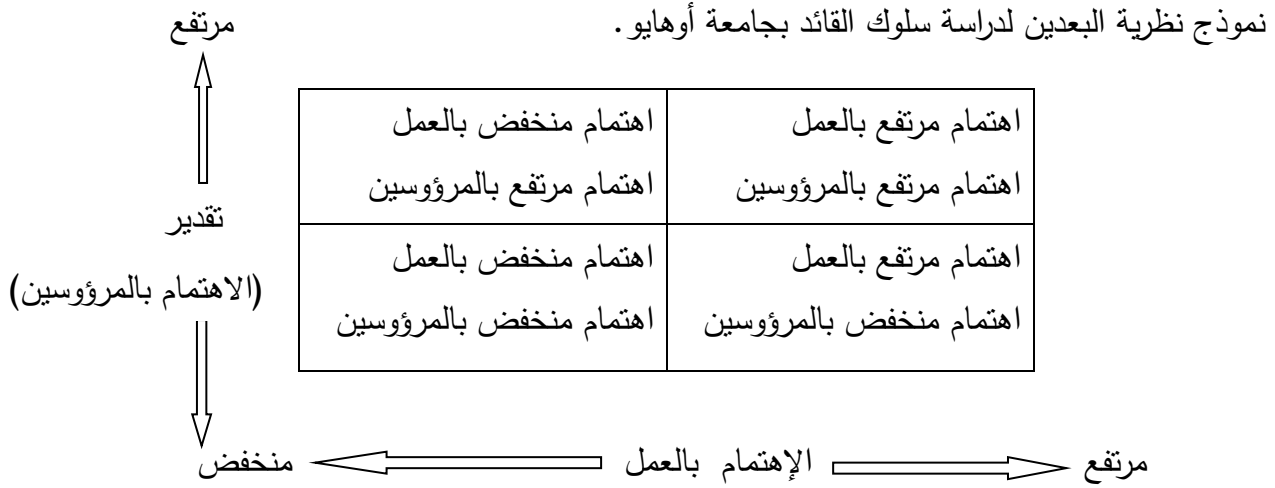 نموذج نظرية البعدين لدراسة سلوك القائد بجامعة أوهايو.
مرتفع
اهتمام مرتفع بالعمل
اهتمام مرتفع بالمرؤوسين
اهتمام منخفض بالعمل
اهتمام مرتفع بالمرؤوسين
تقدير
(الاهتمام بالمرؤوسين)
اهتمام مرتفع بالعمل
اهتمام منخفض بالمرؤوسين
اهتمام منخفض بالعمل
اهتمام منخفض بالمرؤوسين
مرتفع
الإهتمام بالعمل
منخفض